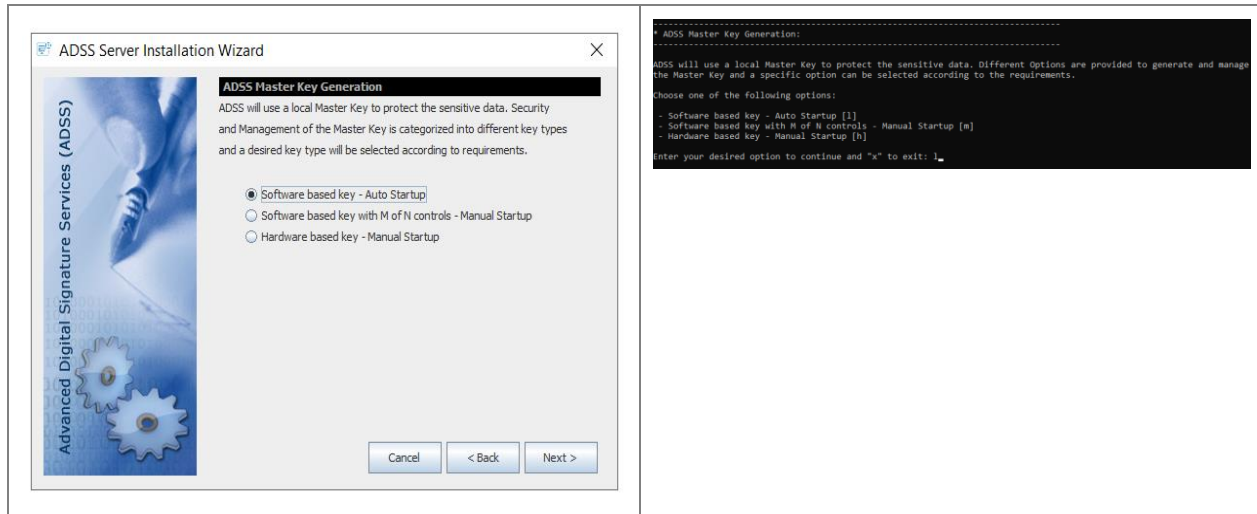 ADSS Server Installation Wizard
Advanced Digital Signature Services (ADSS)
ADSS Master Key Generation
ADSS will use a local Master Key to protect the sensitive data. Security
and Management of the Master Key is categorized into different key types
and a desired key type will be selected according to requirements.
Software based key - Auto Startup
Software based key with M of N controls - Manual Startup
Hardware based key - Manual Startup
Cancel
< Back
Next >
* ADSS Master Key Generation:
ADSS will use a local Master Key to protect the sensitive data. Different Options are provided to generate and manage
the Master Key and a specific option can be selected according to the requirements.
Choose one of the following options:
- Software based key - Auto Startup [l]
- Software based key with M of N controls - Manual Startup [m]
- Hardware based key - Manual Startup [h]
Enter your desired option to continue and "x" to exit: l_